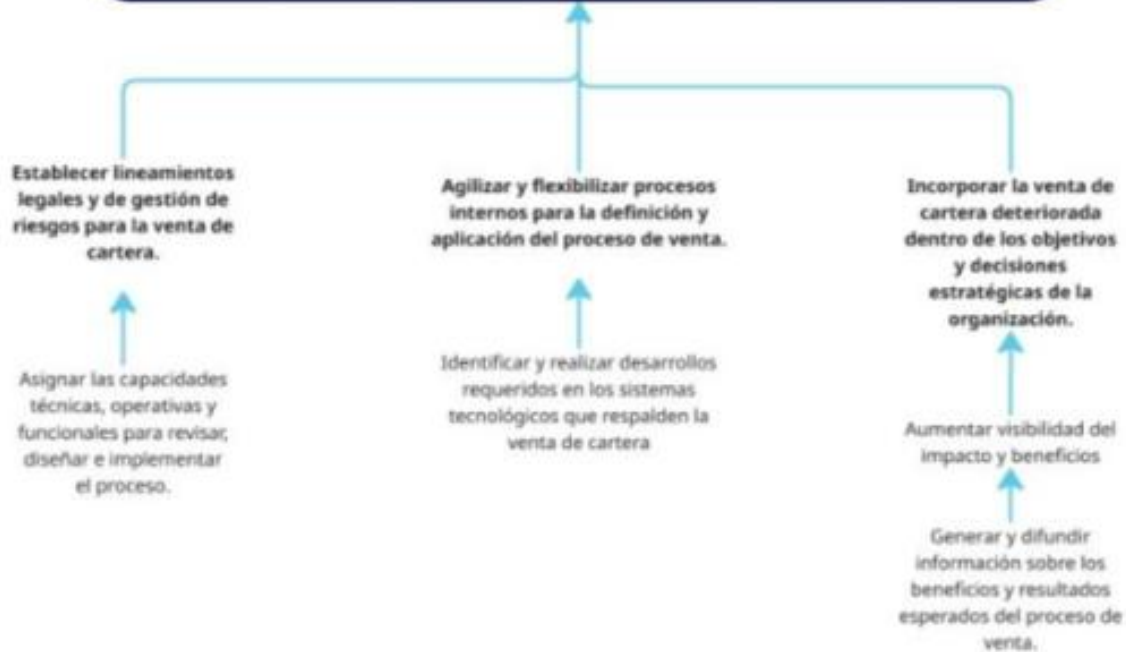 Establecer lineamientos
legales y de gestión de
riesgos para la venta de
cartera.
Asignar las capacidades
técnicas, operativas y
funcionales para revisar,
diseñar e implementar
el proceso.
Agilizar y flexibilizar procesos
internos para la definición y
aplicación del proceso de venta.
Identificar y realizar desarrollos
requeridos en los sistemas
tecnológicos que respalden la
venta de cartera
Incorporar la venta de
cartera deteriorada
dentro de los objetivos
y decisiones
estratégicas de la
organización.
Aumentar visibilidad del
impacto y beneficios
Generar y difundir
información sobre los
beneficios y resultados
esperados del proceso de
venta.